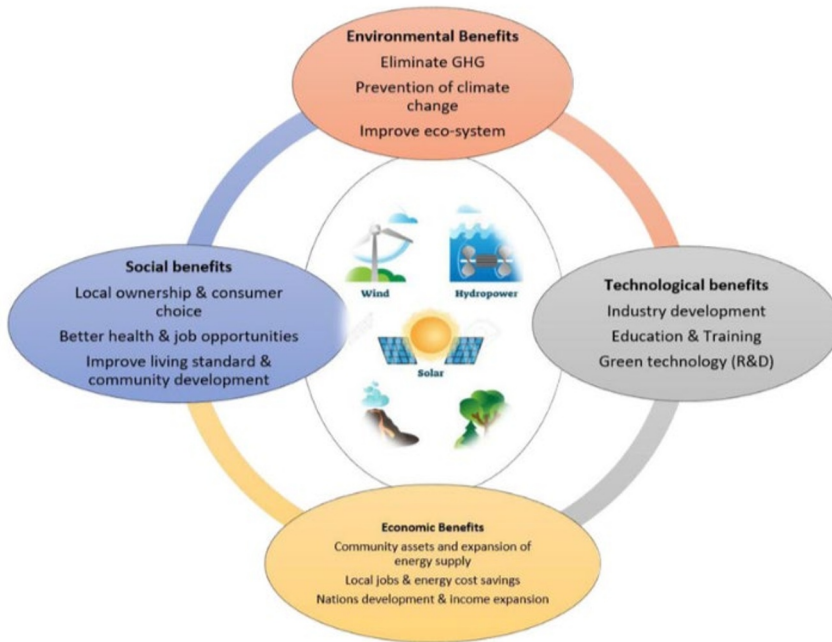 Environmental Benefits
Eliminate GHG
Prevention of climate
change
Improve eco-system
Social benefits
Local ownership & consumer
choice
Better health & job opportunities
Improve living standard &
community development
Wind
Hydropower
Solar
Technological benefits
Industry development
Education & Training
Green technology (R&D)
Economic Benefits
Community assets and expansion of
energy supply
Local jobs & energy cost savings
Nations development & Income expansion